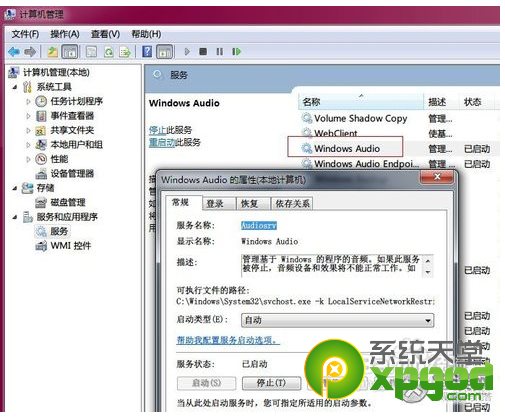 计算机管理
文件(F) 操作(A) 查看(V) 帮助(H)
计算机管理(本地)
系统工具
任务计划程序
事件查看器
共享文件夹
本地用户和组
性能
设备管理器
存储
磁盘管理
服务和应用程序
服务
WMI 控件
服务
Windows Audio
停止此服务
重启动此服务
名称 描述 状态
Volume Shadow Copy 管理...
WebClient 使基...
Windows Audio 管理... 已启动
Windows Audio Endpoi... 管理... 已启动
Windows Audio 的属性(本地计算机)
常规 登录 恢复 依存关系
服务名称: Audiosrv
显示名称: Windows Audio
描述: 管理基于 Windows 的程序的音频。如果此服务
被停止，音频设备和效果将不能正常工作。如
可执行文件的路径:
C:\Windows\System32\svchost.exe -k LocalServiceNetworkRestri
启动类型(E): 自动
帮助我配置服务启动选项。
服务状态: 已启动
启动(S) 停止(T)
当从此处启动服务时，您可指定所适用的启动参数。
已启动
已启动
已启动
已启动
已启动
系统天堂
xpgod.com